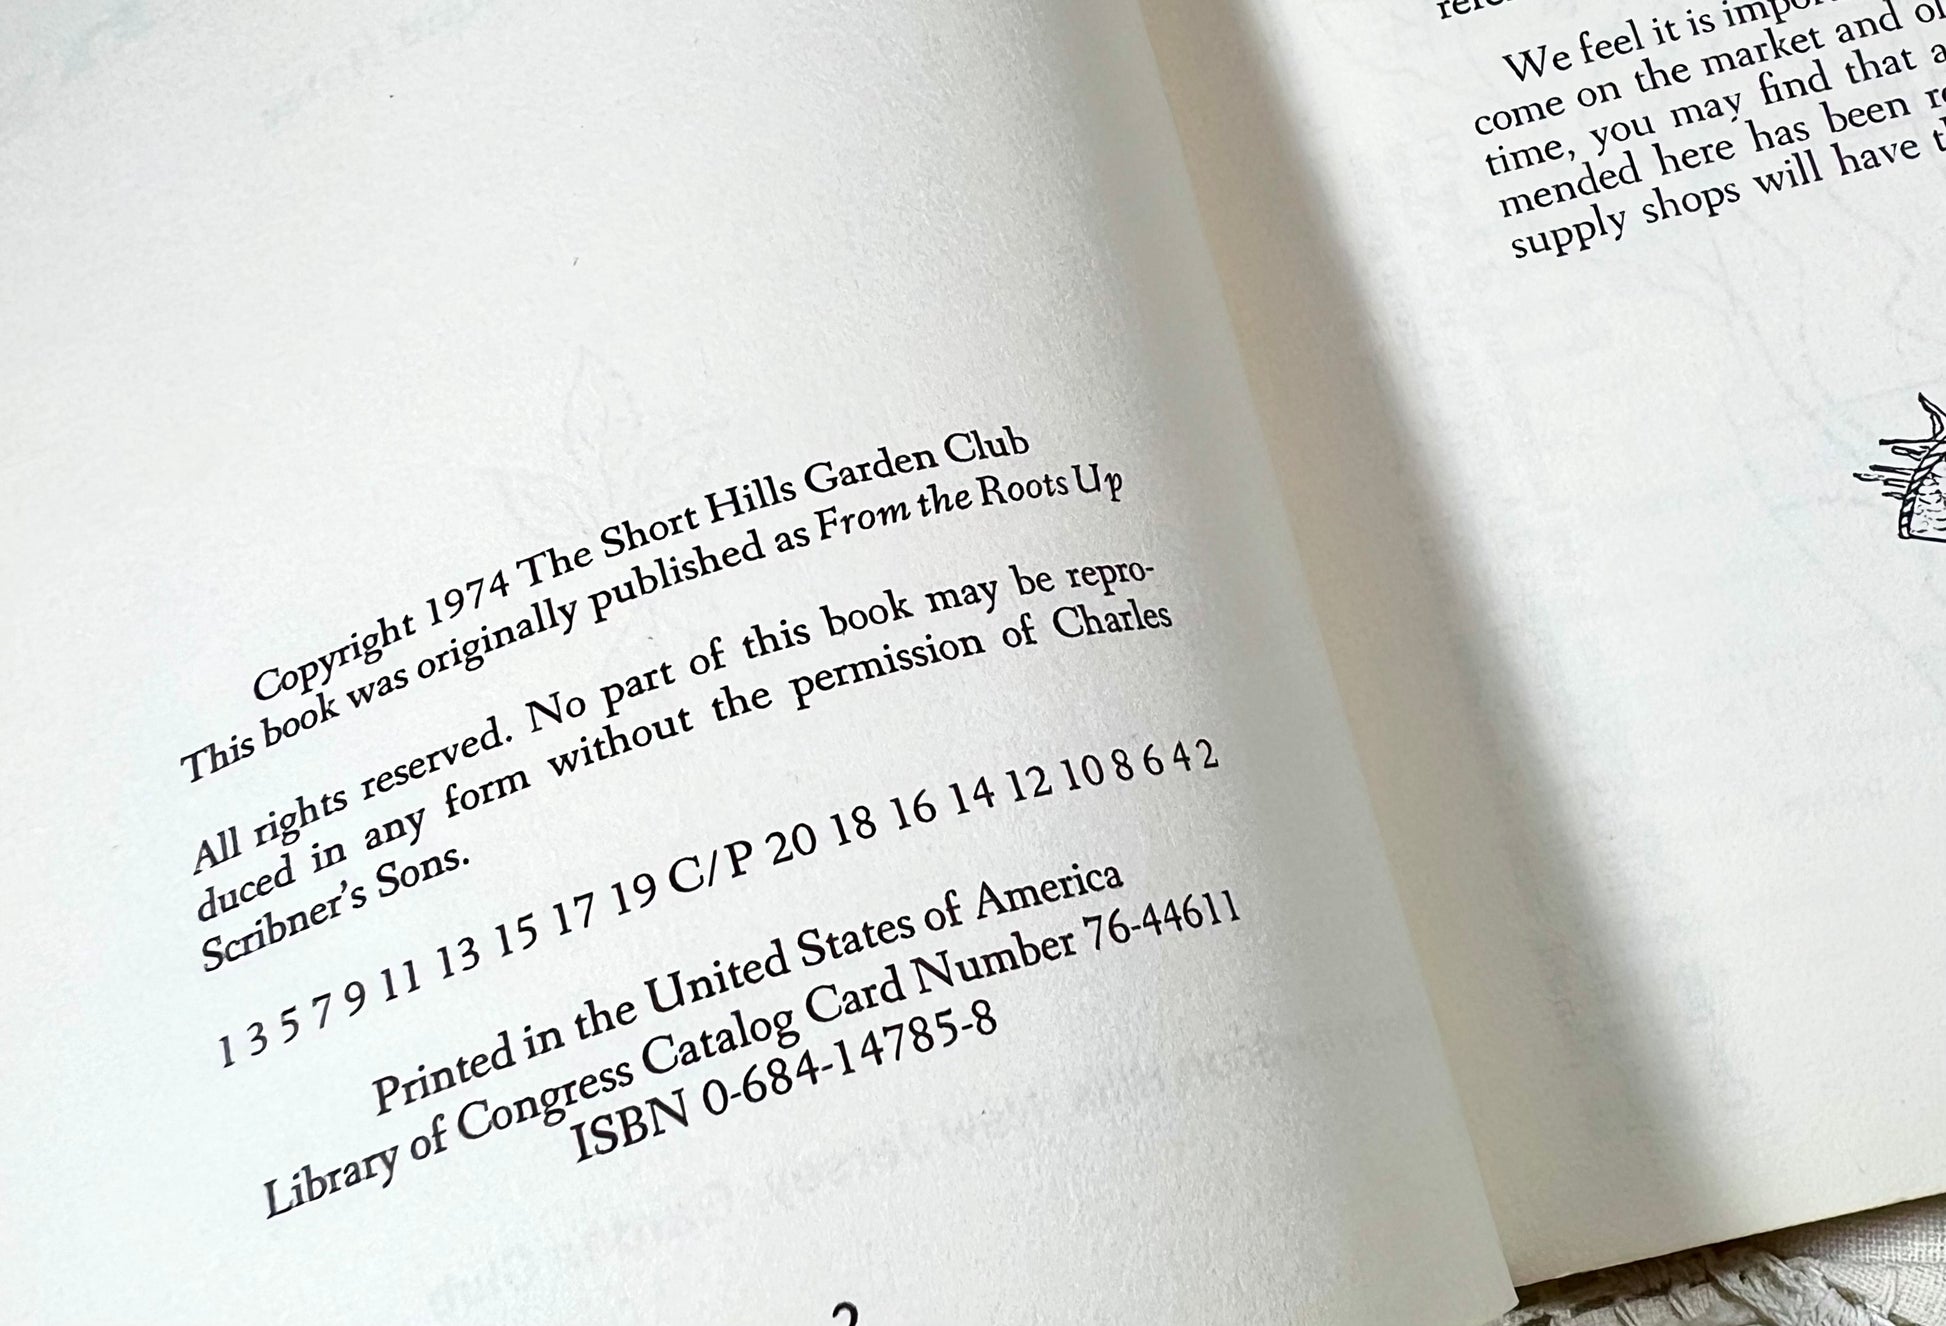 Copyright 1974 The Short Hills Garden Club
This book was originally published as From the Roots Up
All rights reserved. No part of this book may be repro-
duced in any form without the permission of Charles
Scribner's Sons.
1 3 5 7 9 11 13 15 17 19 C/P 20 18 16 14 12 10 8 6 4 2
Printed in the United States of America
Library of Congress Catalog Card Number 76-44611
ISBN 0-684-14785-8
We feel it is
come on the market and
time, you may find that
mended here has been
supply shops will have